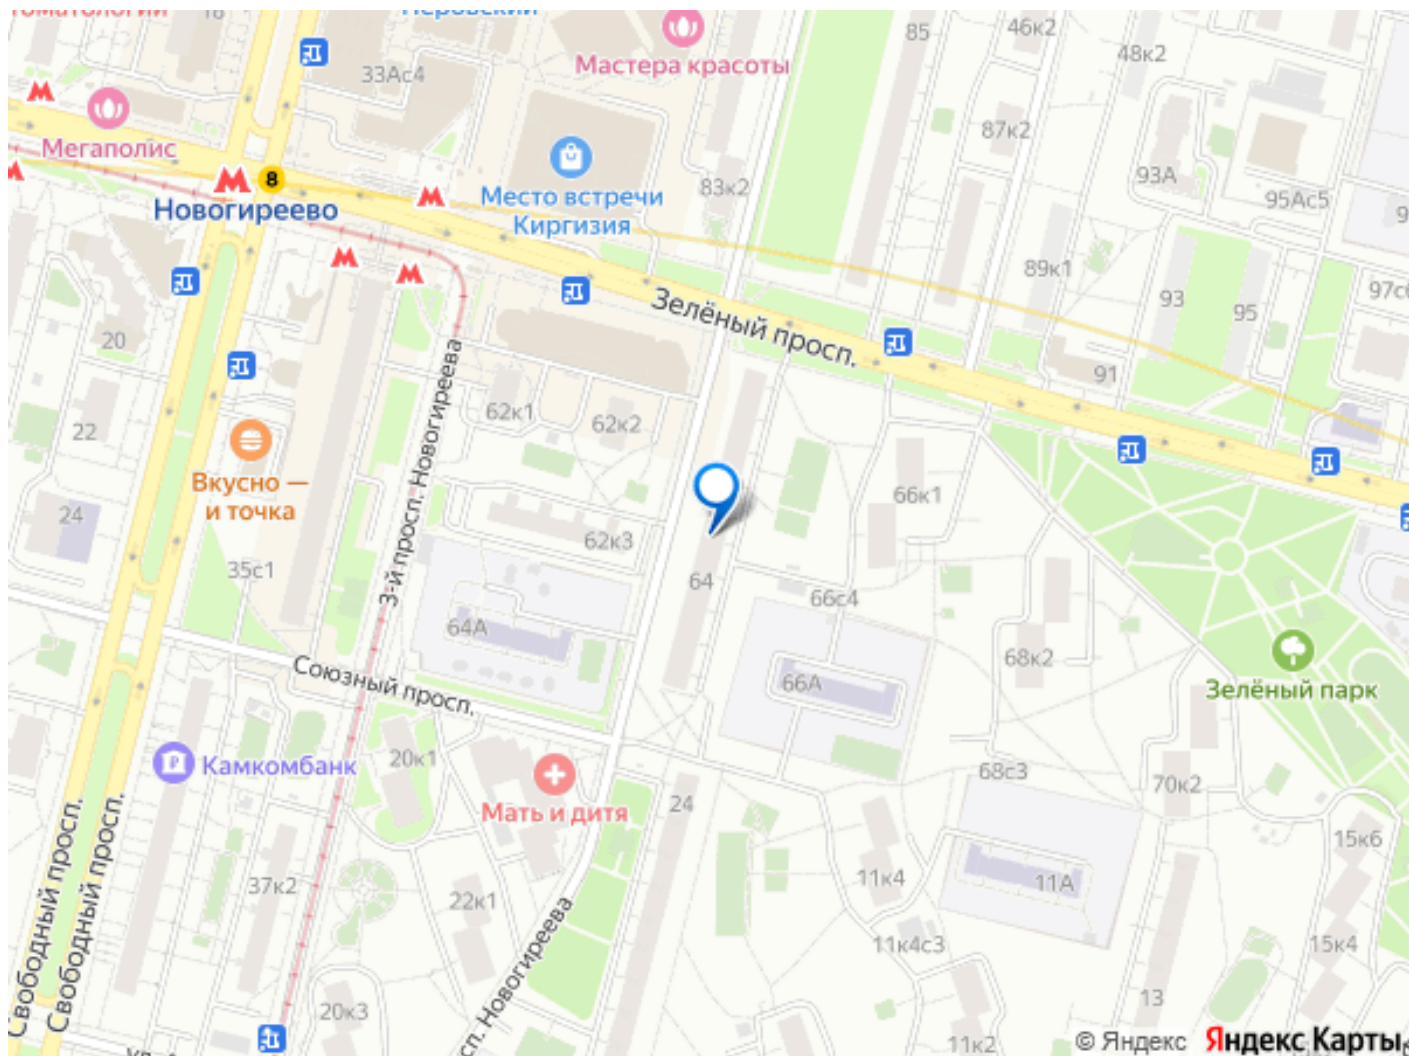 томатологии
18
Перовский
Мастера красоты
85
46к2
48к2
33Ас4
87к2
Мегаполис
8
Новогиреево
Место встречи
Киргизия
83к2
93А
95Ас5
89к1
93
95
Зелёный просп.
20
22
24
62к1
62к2
91
3-й просп. Новогиреева
Вкусно —
и точка
35с1
62к3
66к1
64
66с4
64А
66А
68к2
Зелёный парк
Союзный просп.
Камкомбанк
20к1
Мать и дитя
24
68с3
70к2
15к6
Свободный просп.
Свободный просп.
37к2
22к1
11к4
11А
11к4с3
15к4
20к3
сп. Новогиреева
13
11к2
© Яндекс
Яндекс Карты